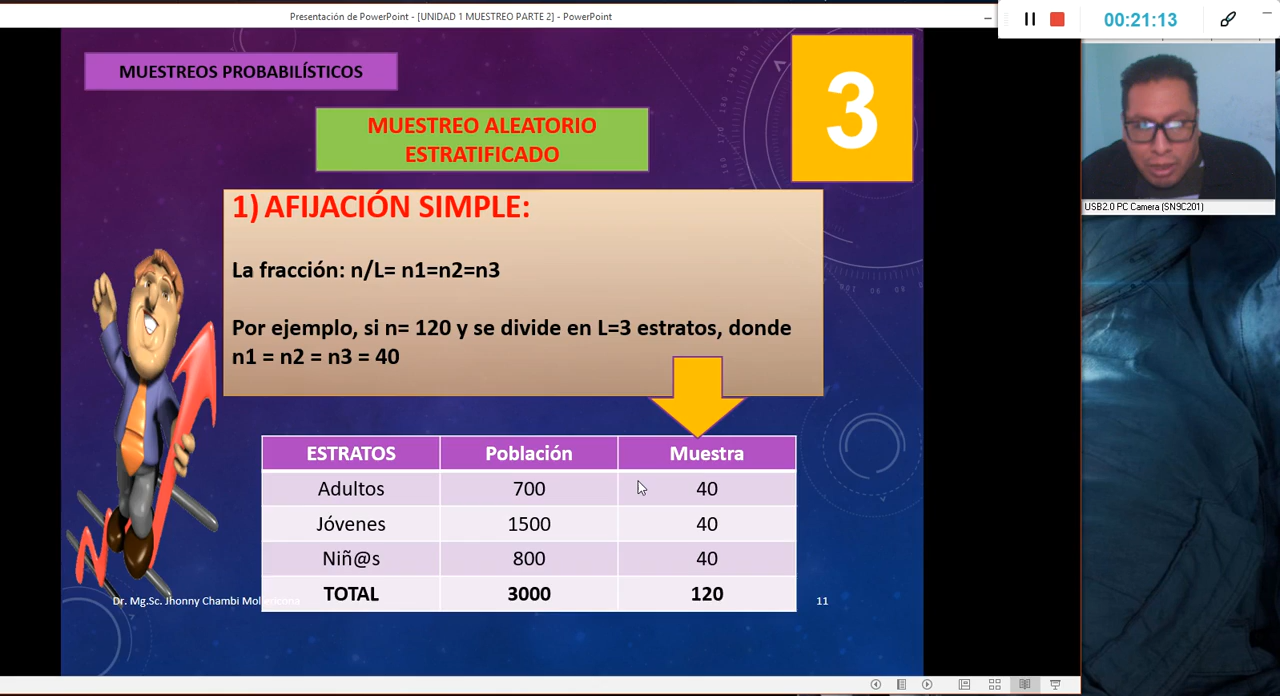 Presentación de PowerPoint - [UNIDAD 1 MUESTREO PARTE 2] - PowerPoint
00:21:13
MUESTREOS PROBABILÍSTICOS
3
MUESTREO ALEATORIO
ESTRATIFICADO
1) AFIJACIÓN SIMPLE:
La fracción: n/L= n1=n2=n3
Por ejemplo, si n= 120 y se divide en L=3 estratos, donde
n1 = n2 = n3 = 40
USB2.0 PC Camera (SN9C201)
ESTRATOS Población Muestra
Adultos 700 40
Jóvenes 1500 40
Niñ@s 800 40
TOTAL 3000 120
Dr. Mg.Sc. Jhonny Chambi
11